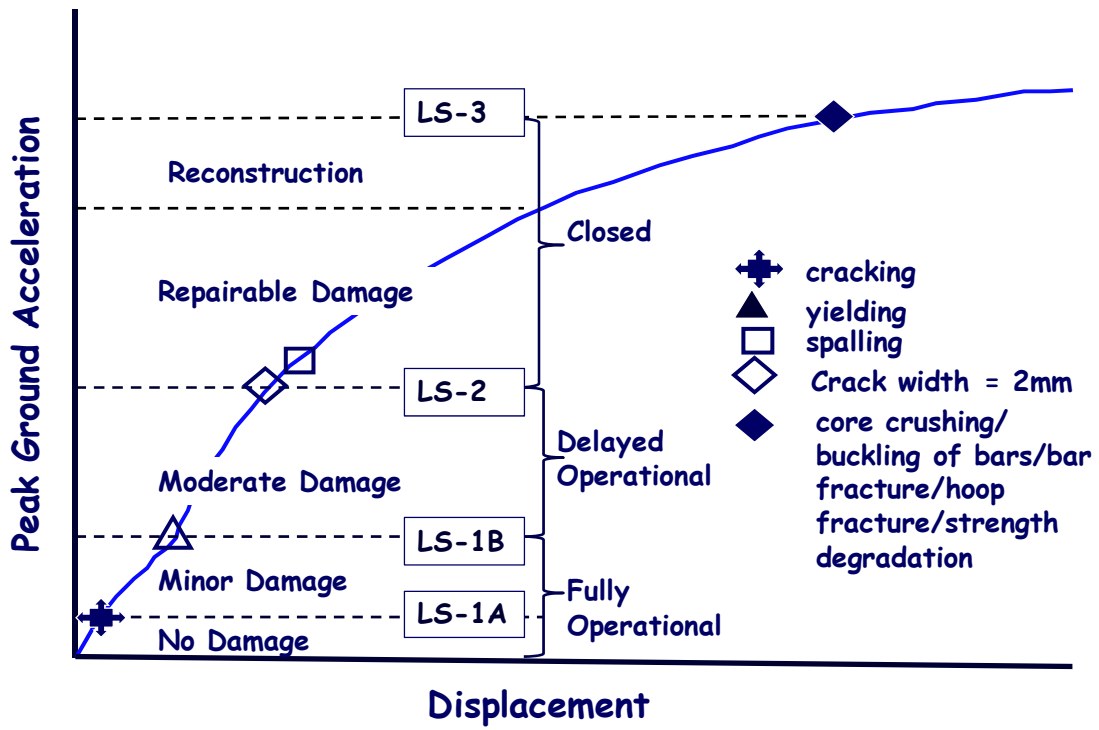 Peak Ground Acceleration
LS-3
Reconstruction
Closed
Repairable Damage
LS-2
Delayed
Operational
Moderate Damage
LS-1B
Minor Damage
Fully
Operational
LS-1A
No Damage
cracking
yielding
spalling
Crack width = 2mm
core crushing/
buckling of bars/bar
fracture/hoop
fracture/strength
degradation
Displacement